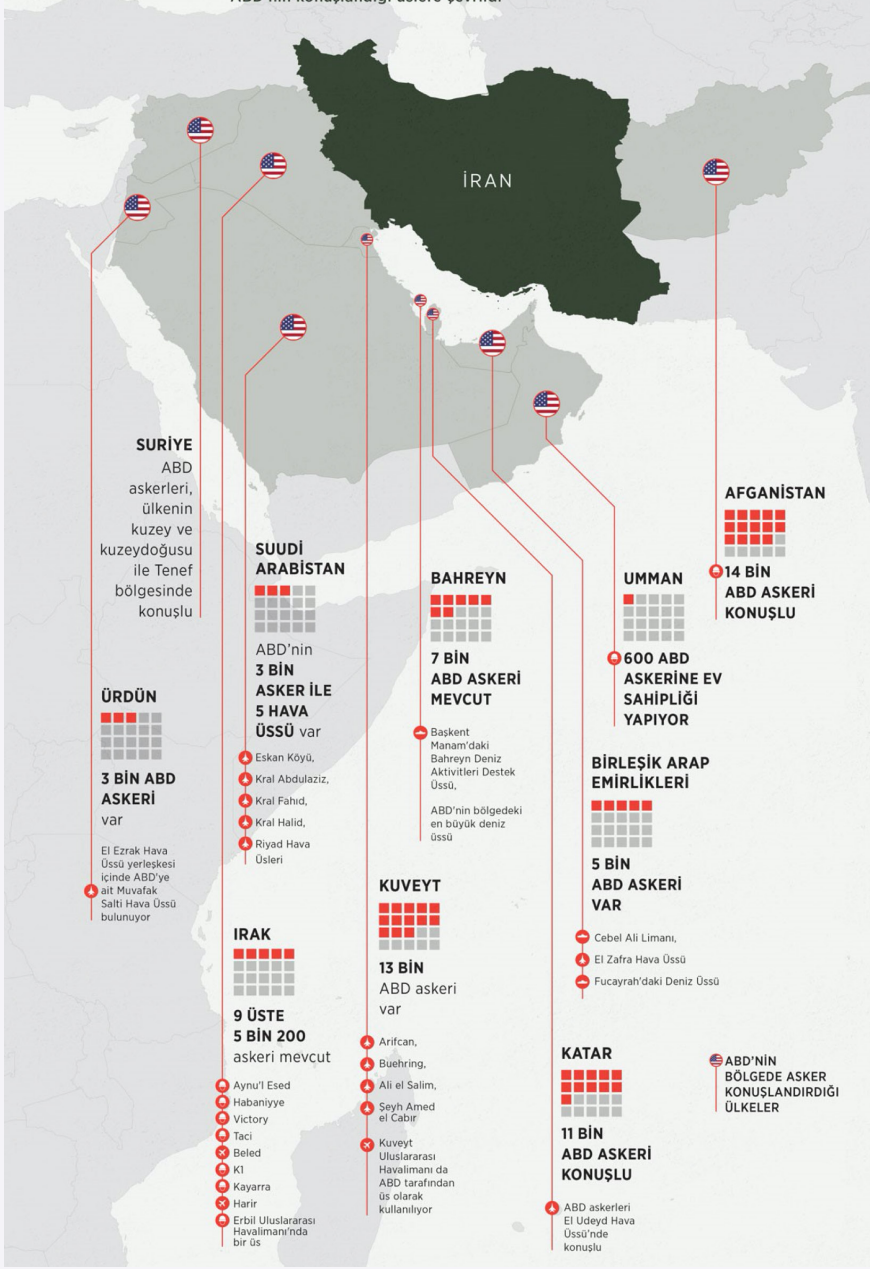 ABD'nin konuşlandığı üslere çevrildi
İRAN
SURİYE
ABD
askerleri,
ülkenin
kuzey ve
kuzeydoğusu
ile Tenef
bölgesinde
konuşlu
SUUDİ
ARABİSTAN
ABD'nin
3 BİN
ASKER İLE
5 HAVA
ÜSSÜ var
Eskan Köyü,
Kral Abdulaziz,
Kral Fahıd,
Kral Halid,
Riyad Hava
Üsleri
BAHREYN
7 BİN
ABD ASKERİ
MEVCUT
Başkent
Manam'daki
Bahreyn Deniz
Aktivitleri Destek
Üssü,
ABD'nin bölgedeki
en büyük deniz
üssü
UMMAN
600 ABD
ASKERİNE EV
SAHİPLİĞİ
YAPIYOR
AFGANİSTAN
14 BİN
ABD ASKERİ
KONUŞLU
ÜRDÜN
3 BİN ABD
ASKERİ
var
El Ezrak Hava
Üssü yerleşkesi
içinde ABD'ye
ait Muvafak
Salti Hava Üssü
bulunuyor
BİRLEŞİK ARAP
EMİRLİKLERİ
5 BİN
ABD ASKERİ
VAR
Cebel Ali Limanı,
El Zafra Hava Üssü
Fucayrah'daki Deniz Üssü
IRAK
9 ÜSTE
5 BİN 200
askeri mevcut
Aynu'l Esed
Habaniyye
Victory
Taci
Beled
K1
Kayarra
Harir
Erbil Uluslararası
Havalimanı'nda
bir üs
KUVEYT
13 BİN
ABD askeri
var
Arifcan,
Buehring,
Ali el Salim,
Şeyh Amed
el Cabır
Kuveyt
Uluslararası
Havalimanı da
ABD tarafından
üs olarak
kullanılıyor
KATAR
11 BİN
ABD ASKERİ
KONUŞLU
ABD askerleri
El Udeyd Hava
Üssü'nde
konuşlu
ABD'NİN
BÖLGEDE ASKER
KONUŞLANDIRDIĞI
ÜLKELER